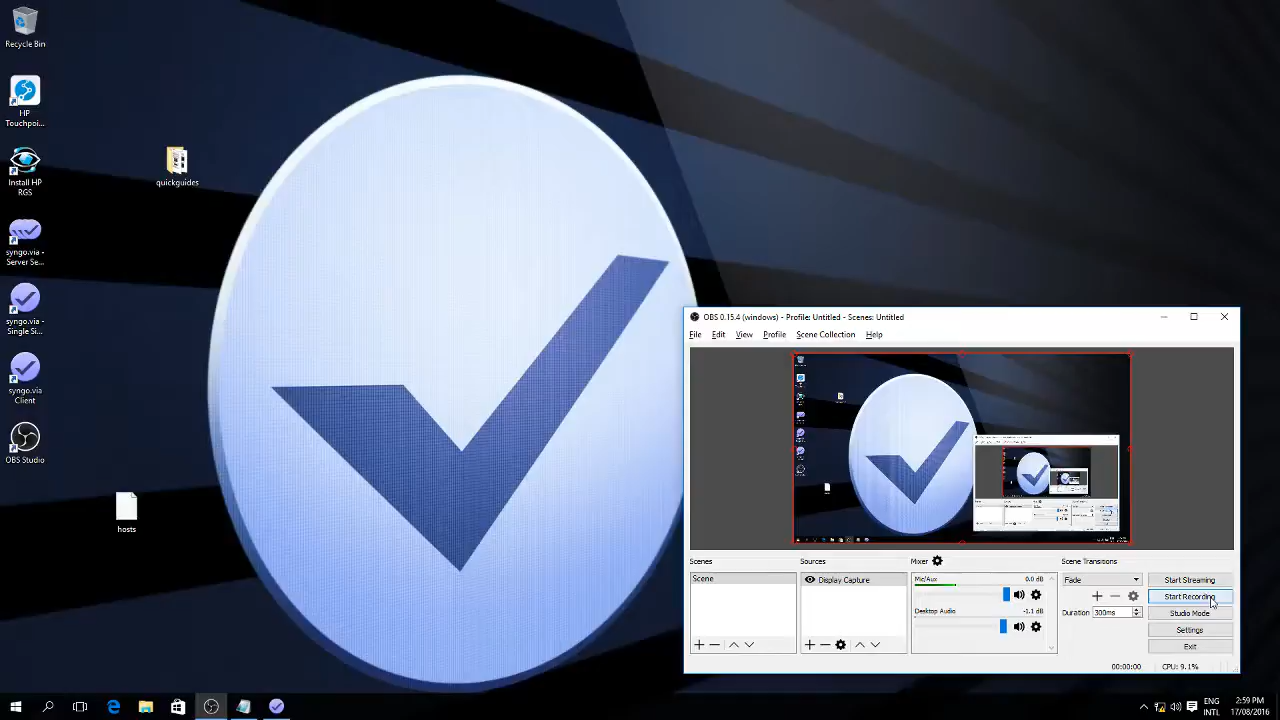 Recycle Bin
HP
Touchpoi...
Install HP
RGS
syngo.via -
Server Se...
syngo.via -
Single Si...
syngo.via
Client
OBS Studio
quickguides
hosts
OBS 0.15.4 (windows) - Profile: Untitled - Scenes: Untitled
File Edit View Profile Scene Collection Help
Scenes
Scene
Sources
Display Capture
Mixer
Mic/Aux 0.0 dB
Desktop Audio -1.1 dB
Scene Transitions
Fade
Duration 300ms
Start Streaming
Start Recording
Studio Mode
Settings
Exit
00:00:00 CPU: 9.1%
ENG
INTL
2:59 PM
17/08/2016